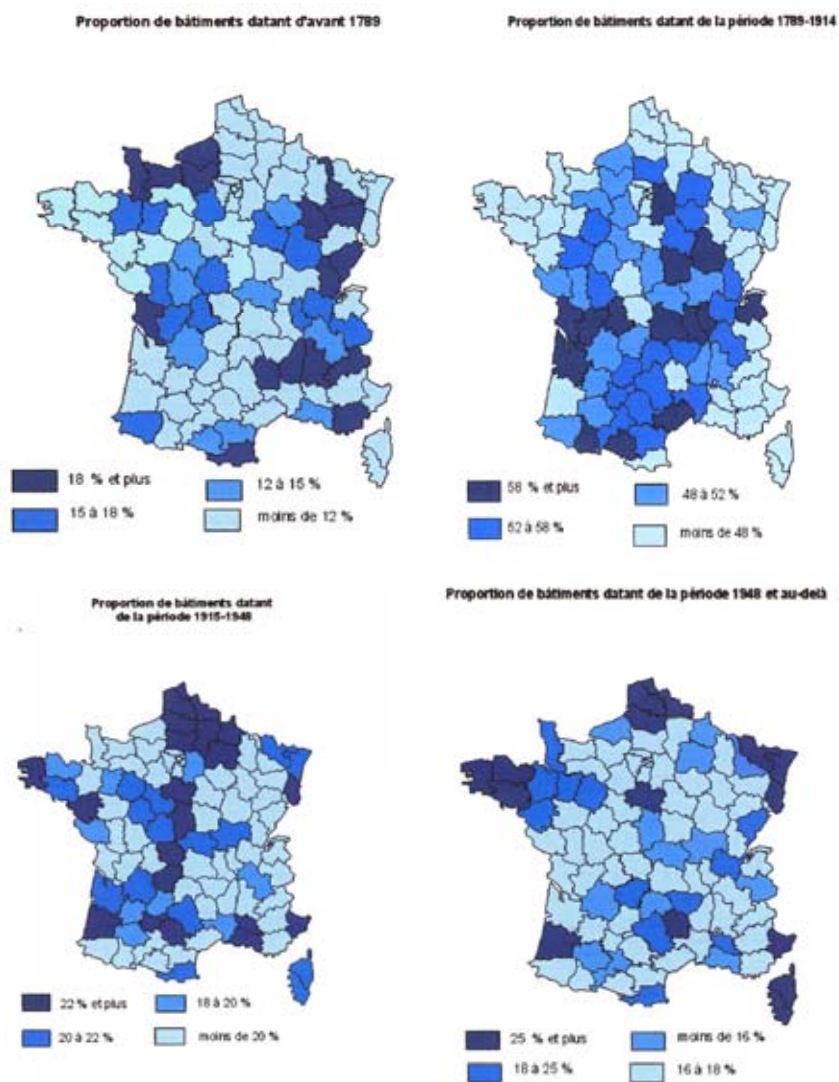 Proportion de bâtiments datant d'avant 1789
Proportion de bâtiments datant de la période 1789-1914
18 % et plus
12 à 15 %
15 à 18 %
moins de 12 %
58 % et plus
48 à 52 %
52 à 58 %
moins de 48 %
Proportion de bâtiments datant
de la période 1915-1948
Proportion de bâtiments datant de la période 1948 et au-delà
22 % et plus
18 à 20 %
20 à 22 %
moins de 20 %
25 % et plus
moins de 16 %
18 à 25 %
16 à 18 %